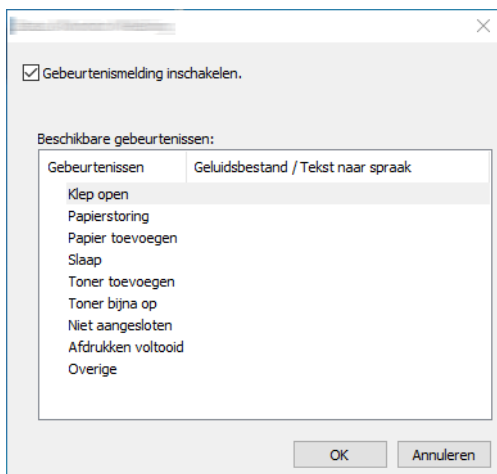 Gebeurtenismelding inschakelen.
Beschikbare gebeurtenissen:
Gebeurtenissen Geluidsbestand / Tekst naar spraak
Klep open
Papierstoring
Papier toevoegen
Slaap
Toner toevoegen
Toner bijna op
Niet aangesloten
Afdrukken voltooid
Overige
OK Annuleren